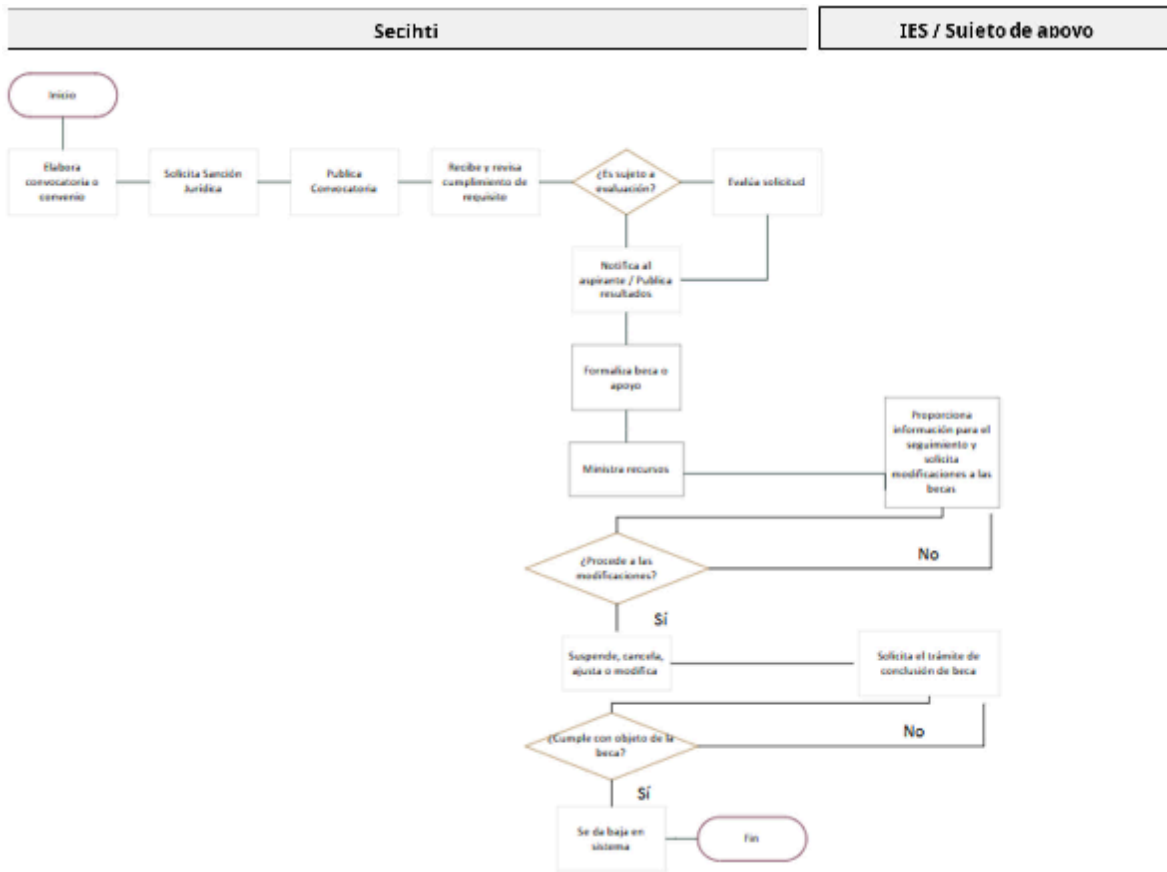 Secihti
IES / Sujeto de apoyo
Inicio
Elabora
convocatoria o
convenio
Solicita Sanción
Jurídica
Publica
Convocatoria
Recibe y revisa
cumplimiento de
requisito
¿Es sujeto a
evaluación?
Evalúa solicitud
Notifica al
aspirante / Publica
resultados
Formaliza beca o
apoyo
Ministra recursos
Proporciona
información para el
seguimiento y
solicita
modificaciones a las
becas
¿Procede a las
modificaciones?
No
Sí
Suspende, cancela,
ajusta o modifica
Solicita el trámite de
conclusión de beca
¿Cumple con objeto de la
beca?
No
Sí
Se da baja en
sistema
Fin